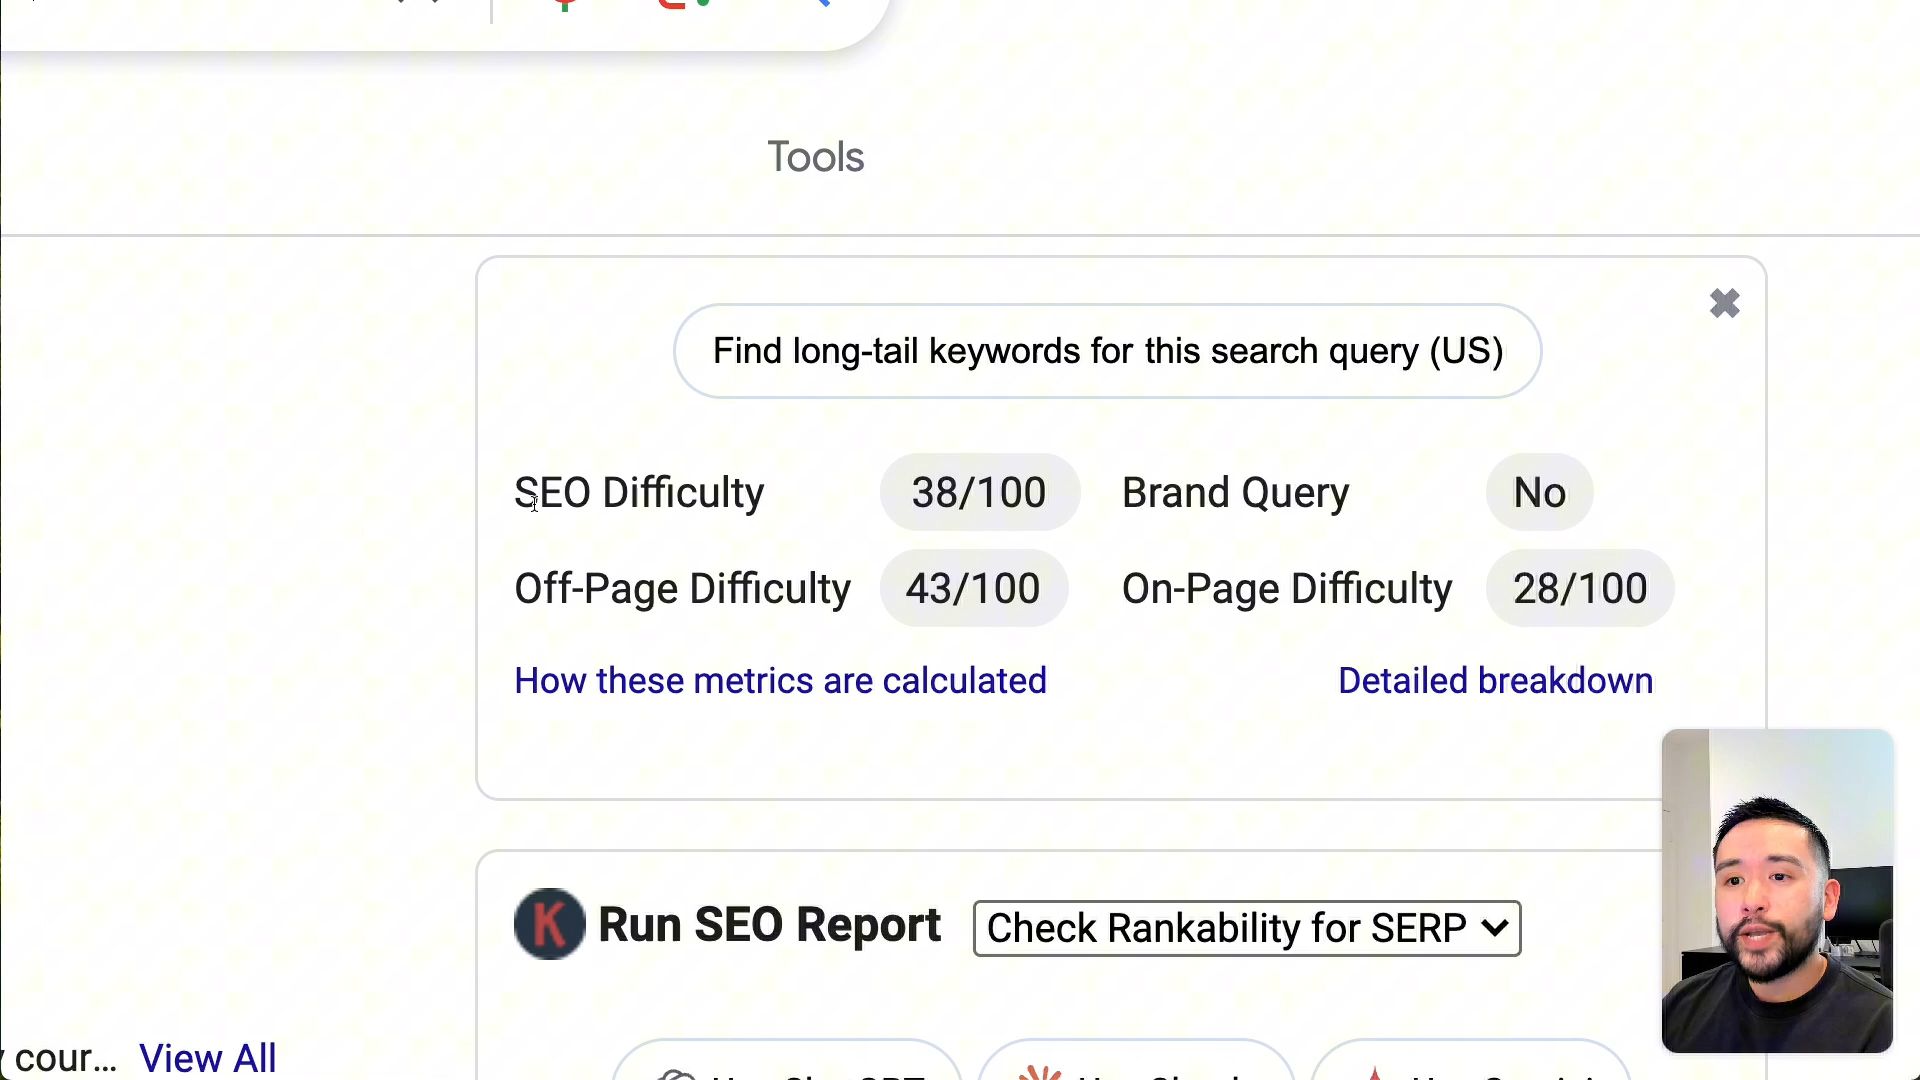 Tools
Find long-tail keywords for this search query (US)
SEO Difficulty 38/100 Brand Query No
Off-Page Difficulty 43/100 On-Page Difficulty 28/100
How these metrics are calculated Detailed breakdown
K Run SEO Report Check Rankability for SERP
cour... View All